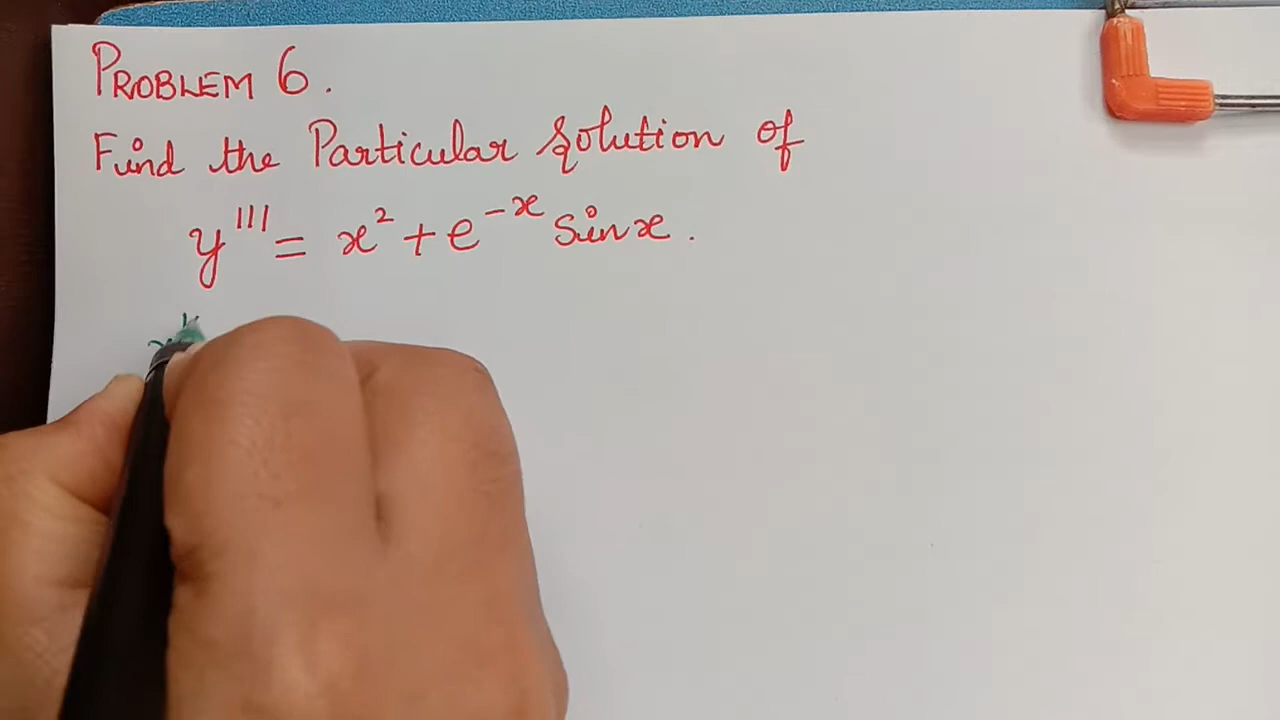 PROBLEM 6.
Find the Particular Solution of
y''' = x² + e^{-x} Sin x.